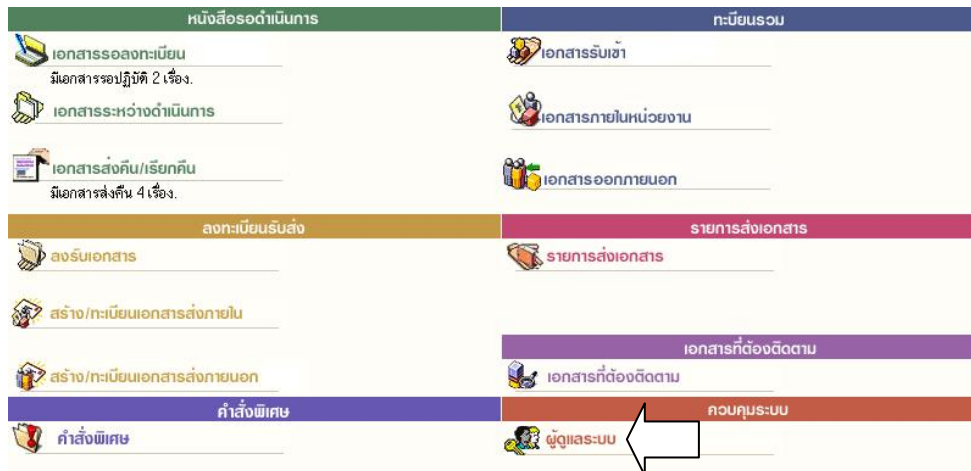 หนังสือรอดำเนินการ
เอกสารรอลงทะเบียน
มีเอกสารรอปฏิบัติ 2 เรื่อง.
เอกสารระหว่างดำเนินการ
เอกสารส่งคืน/เรียกคืน
มีเอกสารส่งคืน 4 เรื่อง.
ทะเบียนรวม
เอกสารรับเข้า
เอกสารภายในหน่วยงาน
เอกสารออกภายนอก
ลงทะเบียนรับส่ง
ลงรับเอกสาร
สร้าง/ทะเบียนเอกสารส่งภายใน
สร้าง/ทะเบียนเอกสารส่งภายนอก
รายการส่งเอกสาร
รายการส่งเอกสาร
เอกสารที่ต้องติดตาม
เอกสารที่ต้องติดตาม
คำสั่งพิเศษ
คำสั่งพิเศษ
ควบคุมระบบ
ผู้ดูแลระบบ